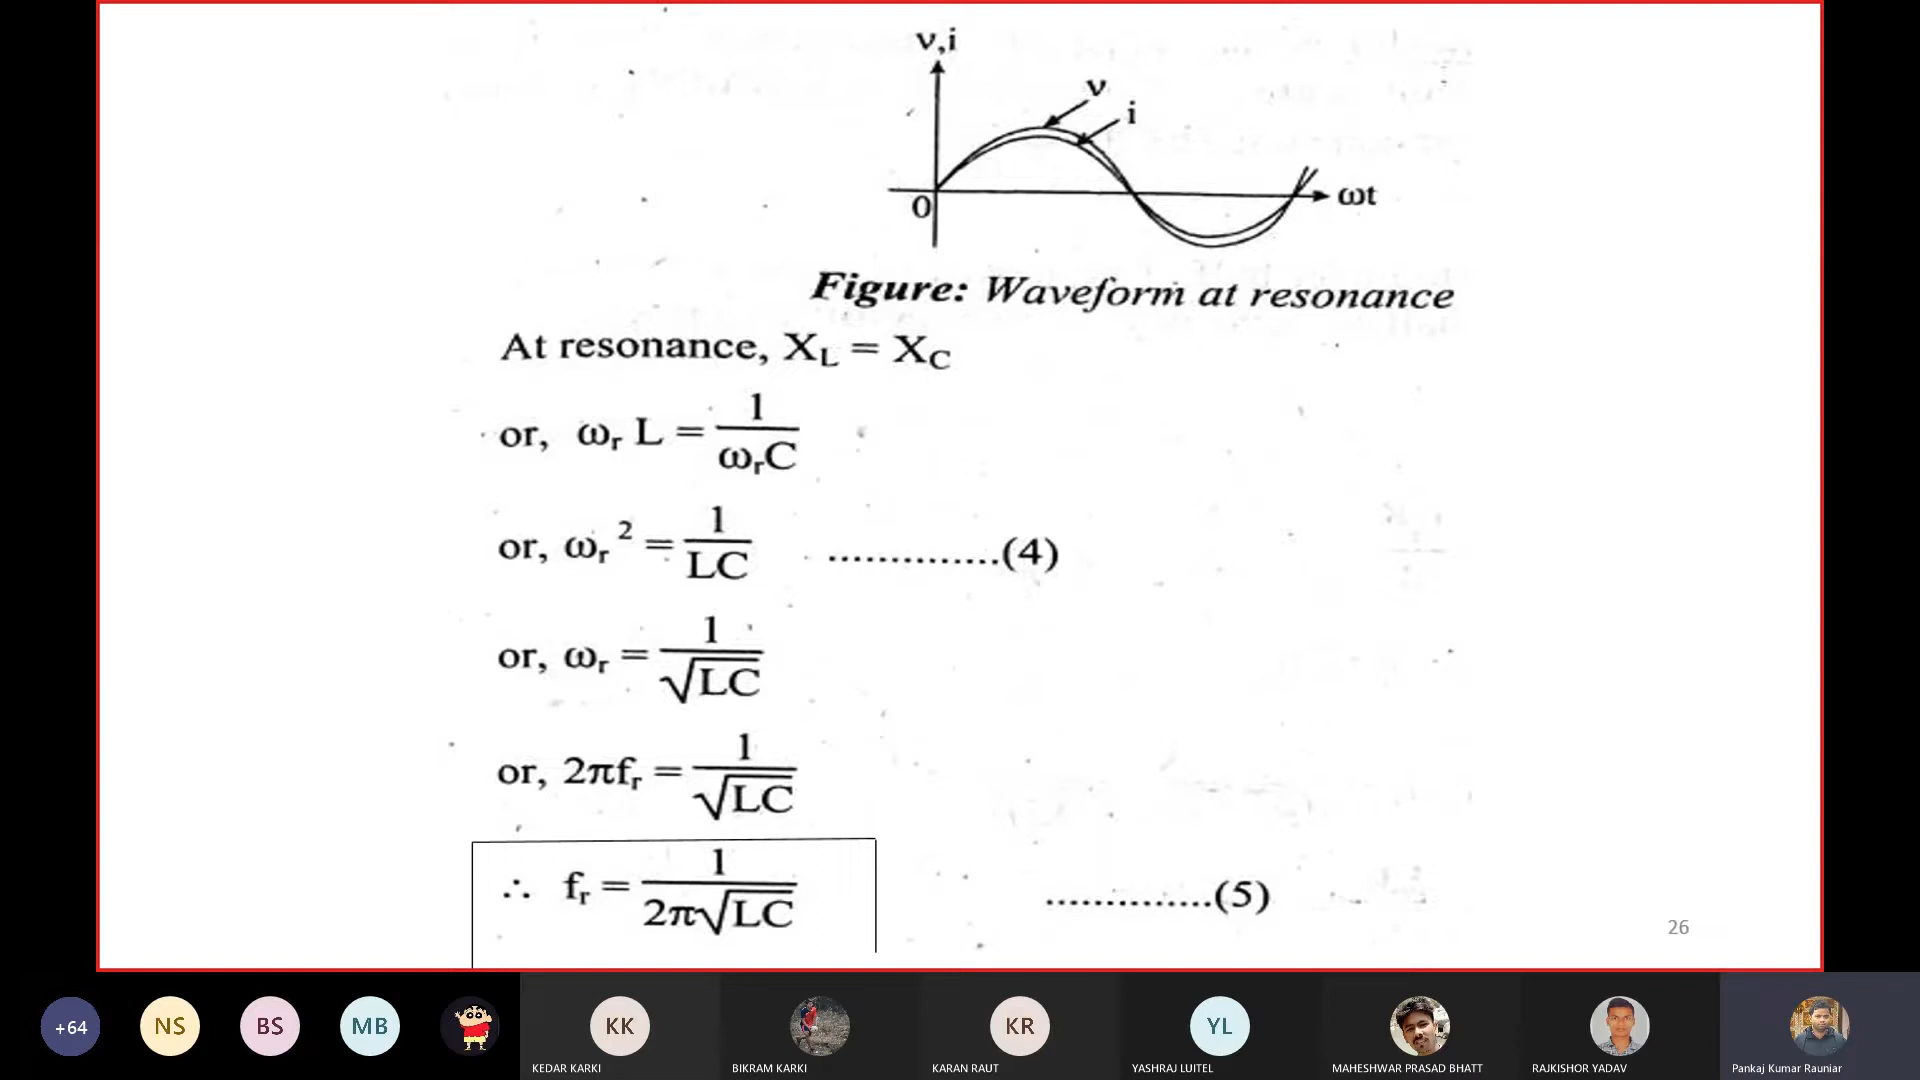 v,i
v
i
0
ωt
Figure: Waveform at resonance
At resonance, X_L = X_C
or, ω_r L = 1/(ω_r C)
or, ω_r² = 1/(LC) ..............(4)
or, ω_r = 1/√(LC)
or, 2πf_r = 1/√(LC)
∴ f_r = 1/(2π√(LC)) ..............(5)
26
+64
NS
BS
MB
KK
KR
YL
KEDAR KARKI
BIKRAM KARKI
KARAN RAUT
YASHRAJ LUITEL
MAHESHWAR PRASAD BHATT
RAJKISHOR YADAV
Pankaj Kumar Rauniar